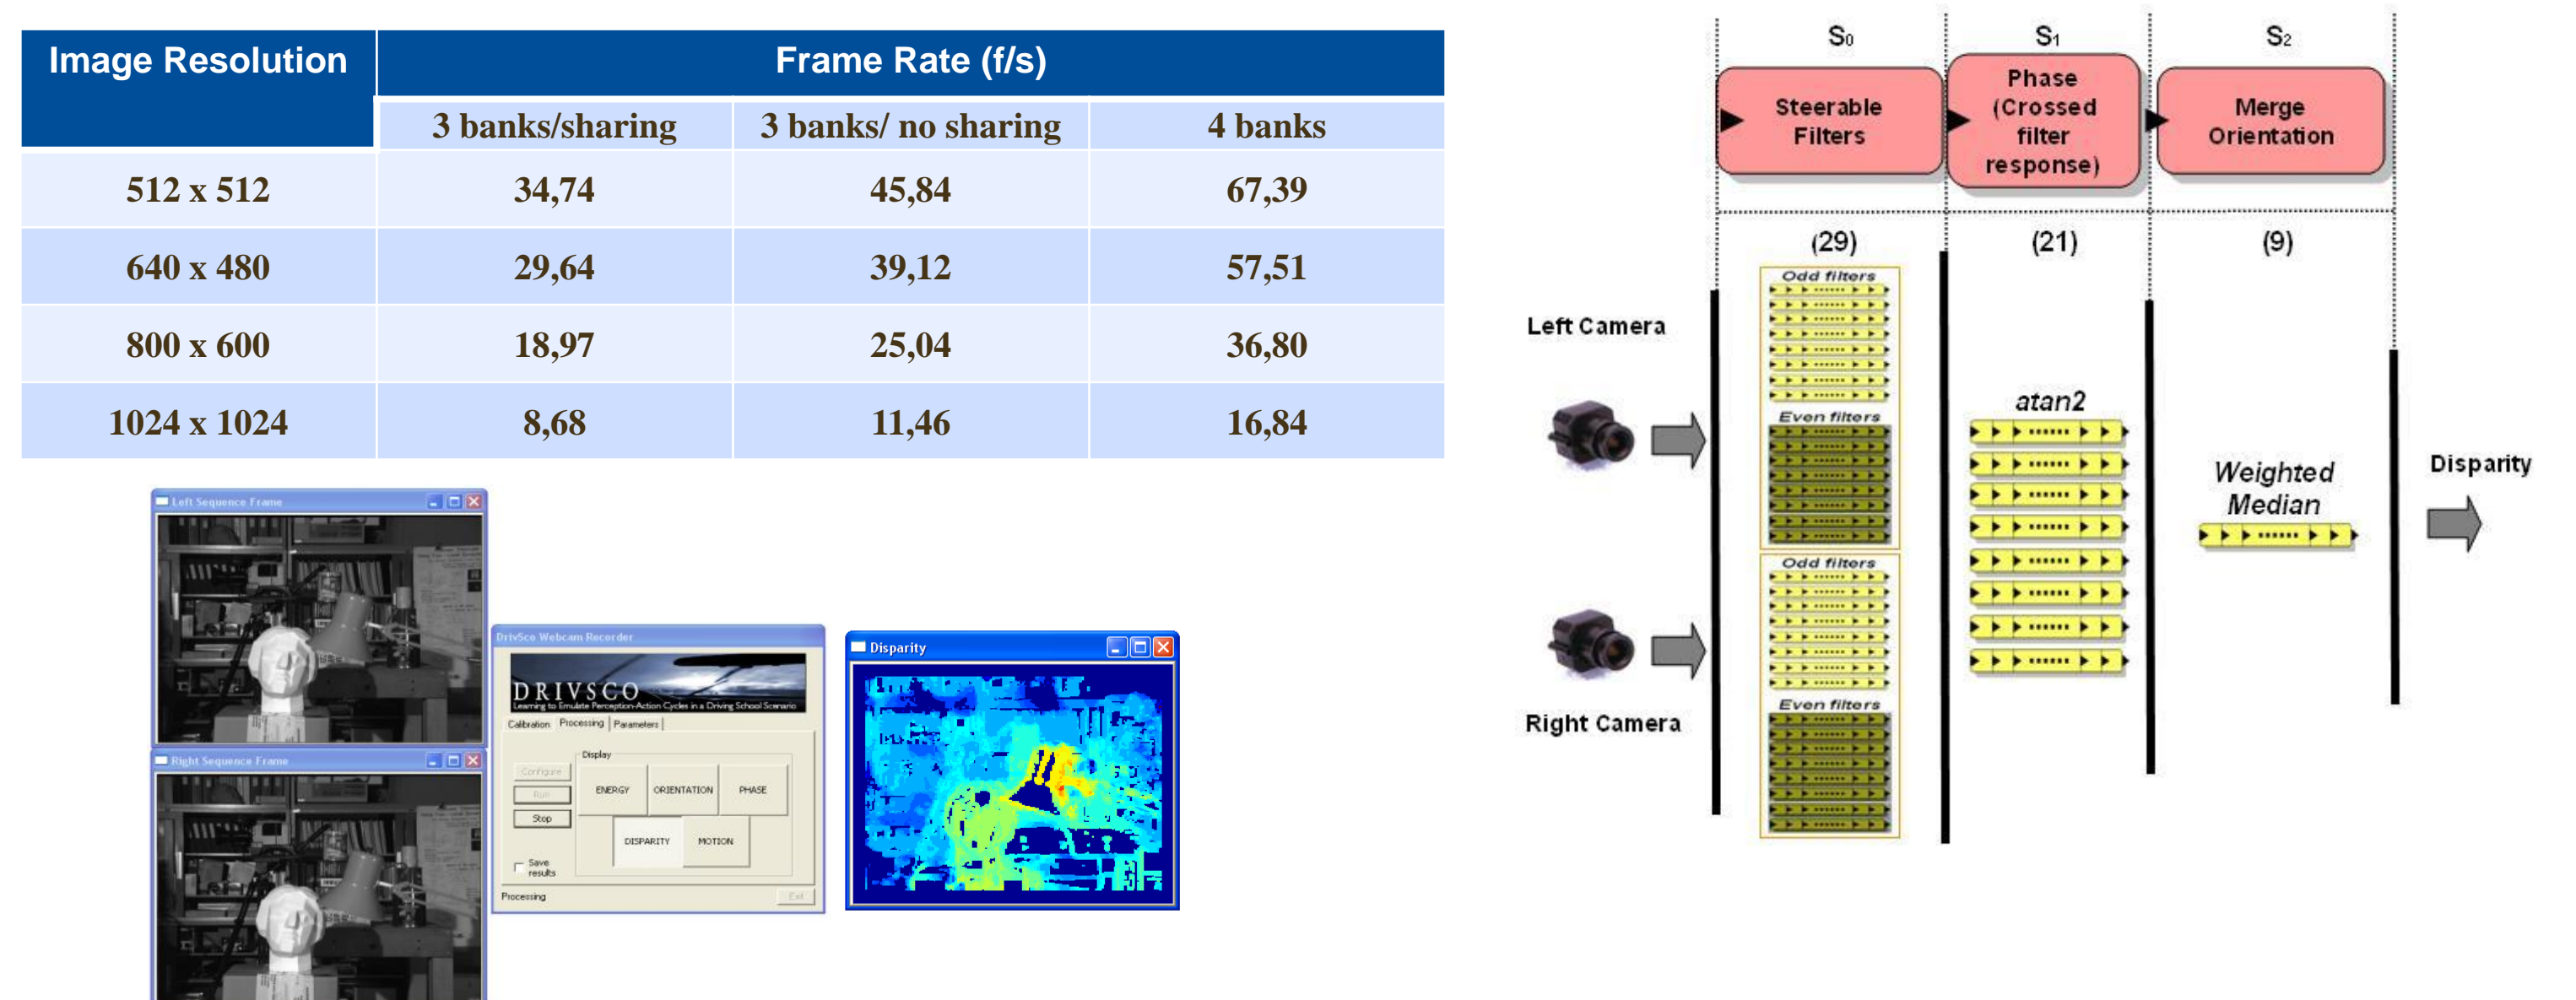 Image Resolution
Frame Rate (f/s)
3 banks/sharing
3 banks/ no sharing
4 banks
512 x 512
34,74
45,84
67,39
640 x 480
29,64
39,12
57,51
800 x 600
18,97
25,04
36,80
1024 x 1024
8,68
11,46
16,84
Left Sequence Frame
Right Sequence Frame
DrivSco Webcam Recorder
DRIVSCO
Learning to Emulate Perception-Action Cycles in a Driving School Scenario
Calibration
Processing
Parameters
Display
Configure
Run
Stop
ENERGY
ORIENTATION
PHASE
DISPARITY
MOTION
Save
results
Processing
Exit
Disparity
S0
S1
S2
Steerable
Filters
Phase
(Crossed
filter
response)
Merge
Orientation
(29)
(21)
(9)
Left Camera
Right Camera
Odd filters
Even filters
Odd filters
Even filters
atan2
Weighted
Median
Disparity